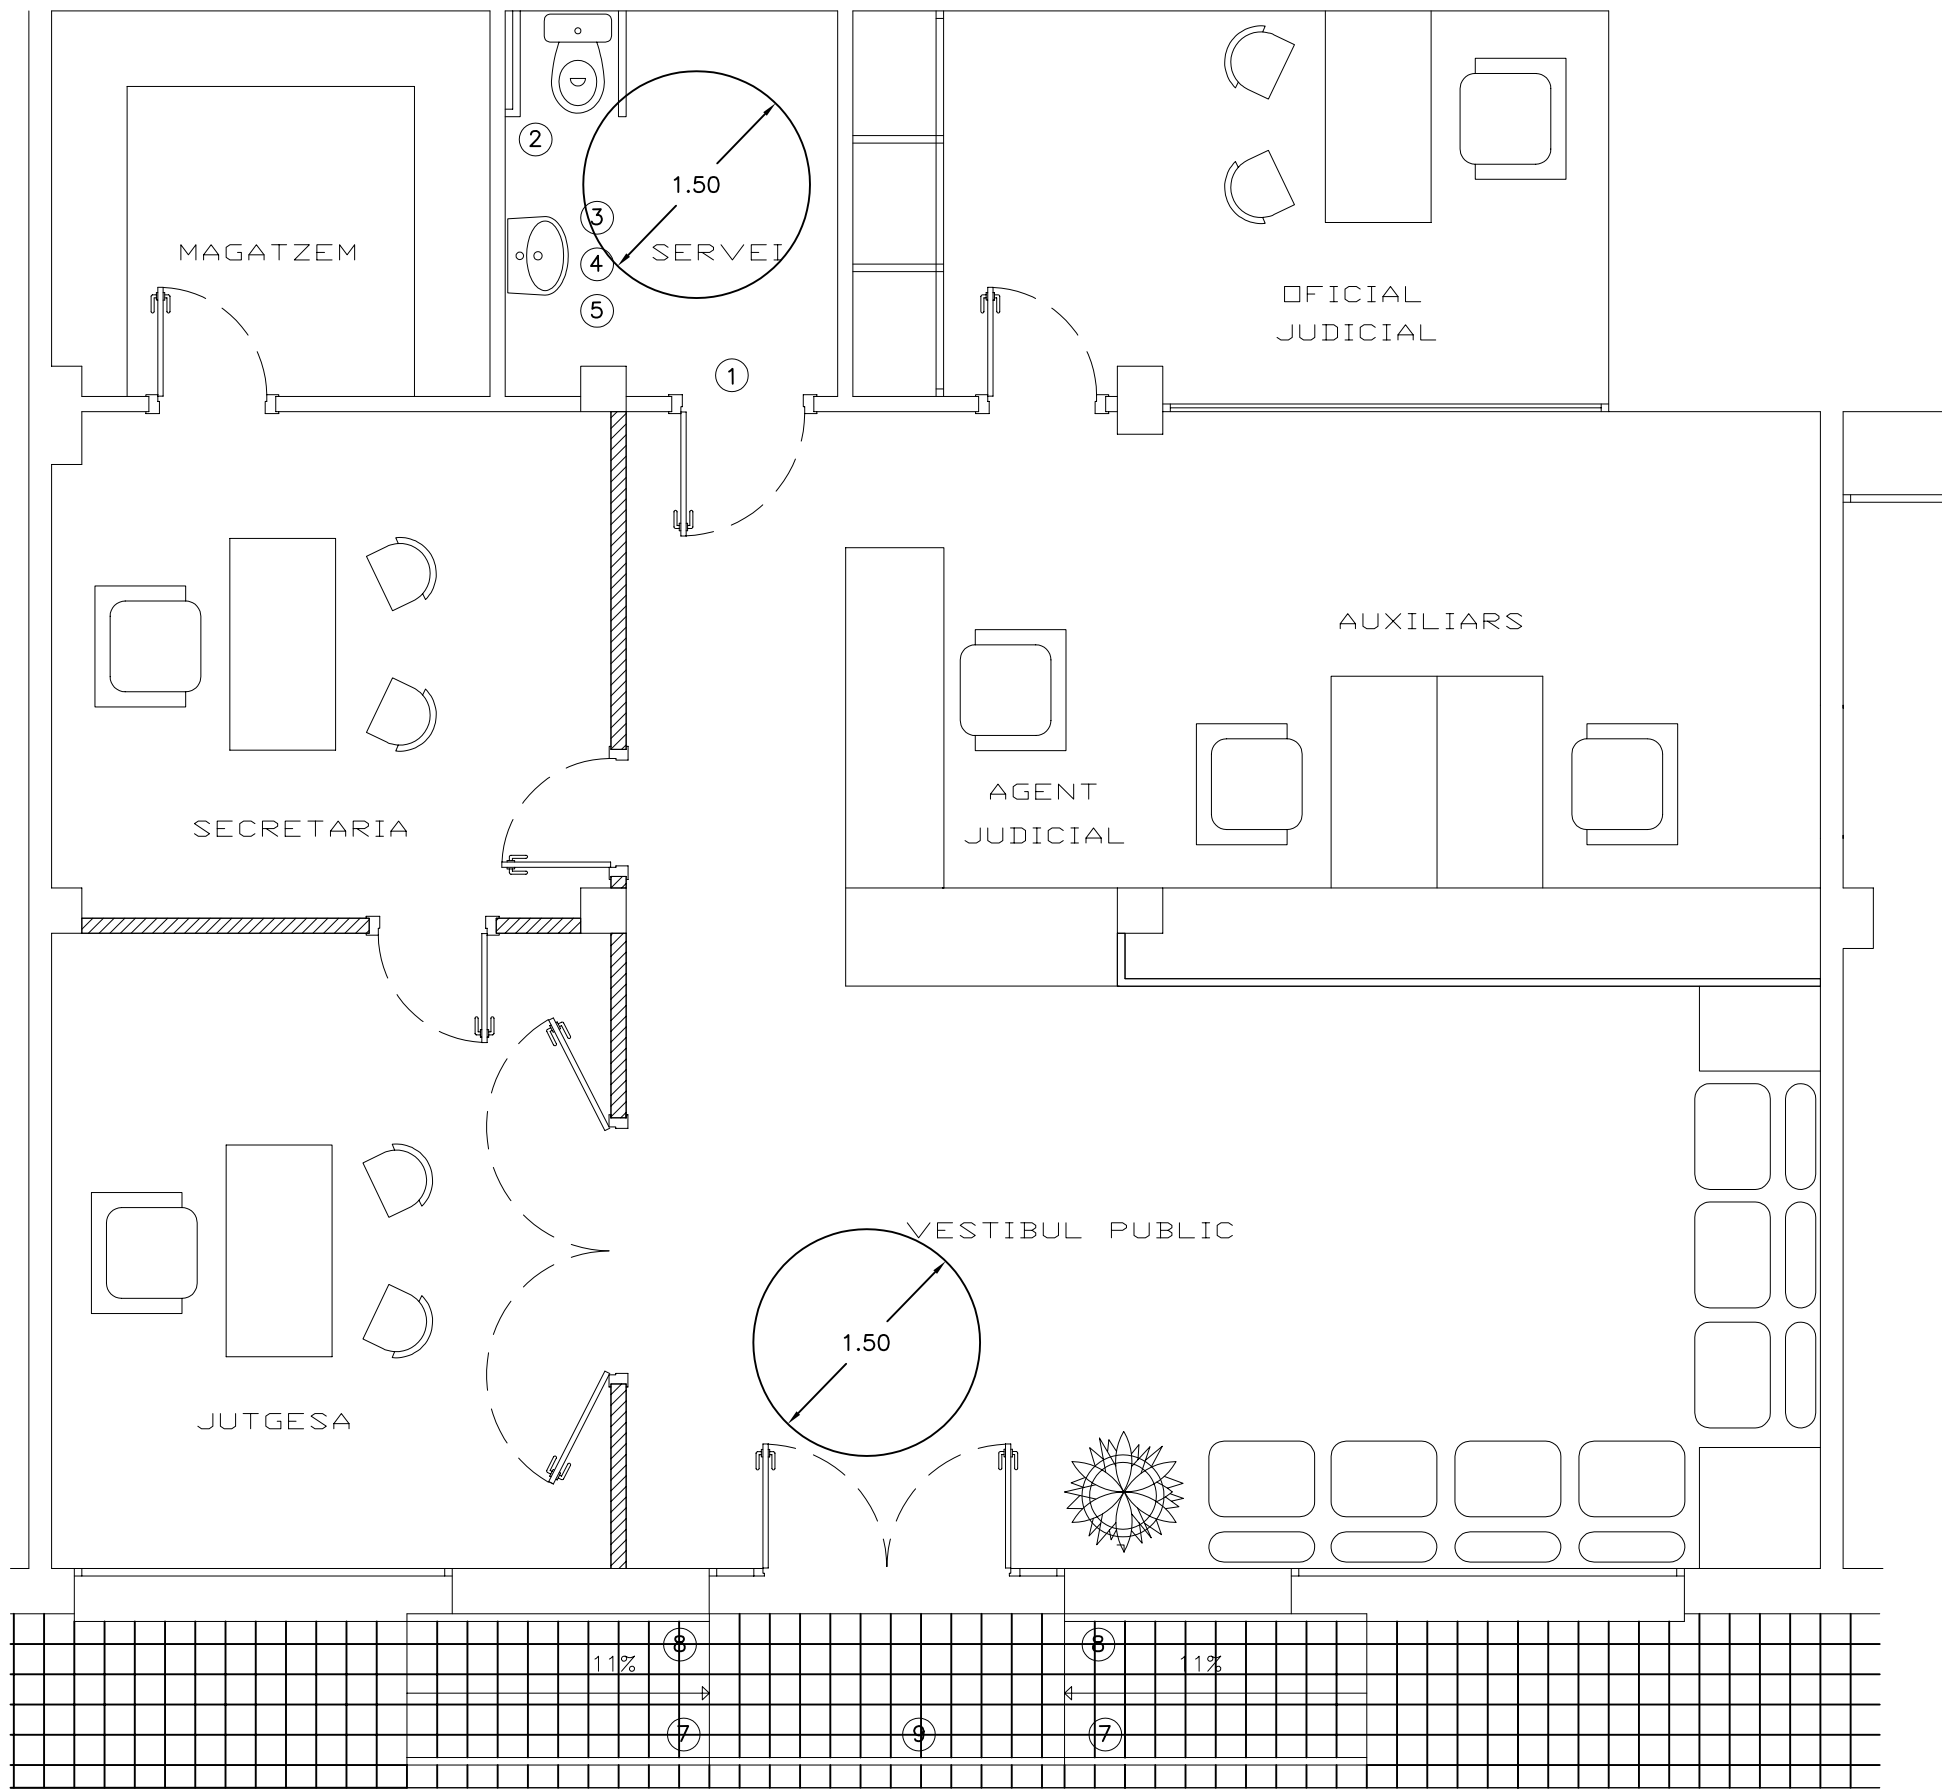 2
1.50
3
MAGATZEM
4
SERVEI
5
OFICIAL
JUDICIAL
1
AUXILIARS
AGENT
JUDICIAL
SECRETARIA
VESTIBUL PUBLIC
1.50
JUTGESA
8
8
11%
11%
7
9
7